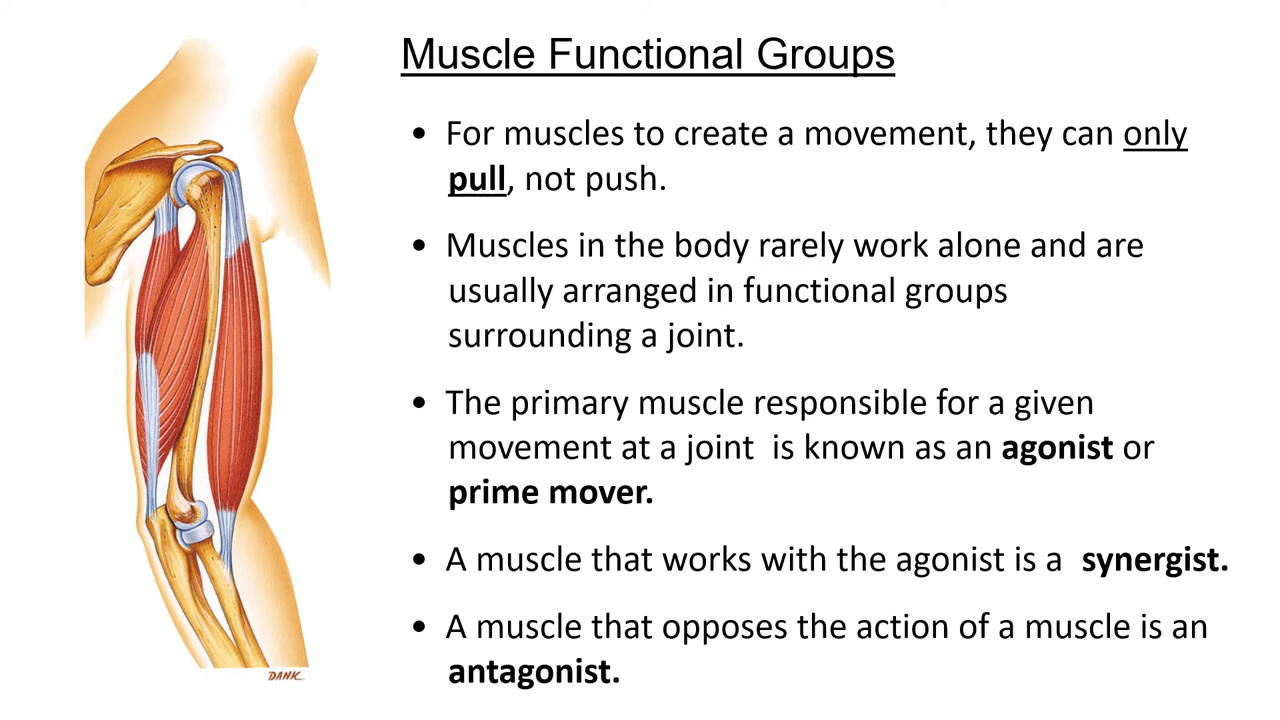 Muscle Functional Groups
• For muscles to create a movement, they can only
pull, not push.
• Muscles in the body rarely work alone and are
usually arranged in functional groups
surrounding a joint.
• The primary muscle responsible for a given
movement at a joint is known as an agonist or
prime mover.
• A muscle that works with the agonist is a synergist.
• A muscle that opposes the action of a muscle is an
antagonist.
DANK